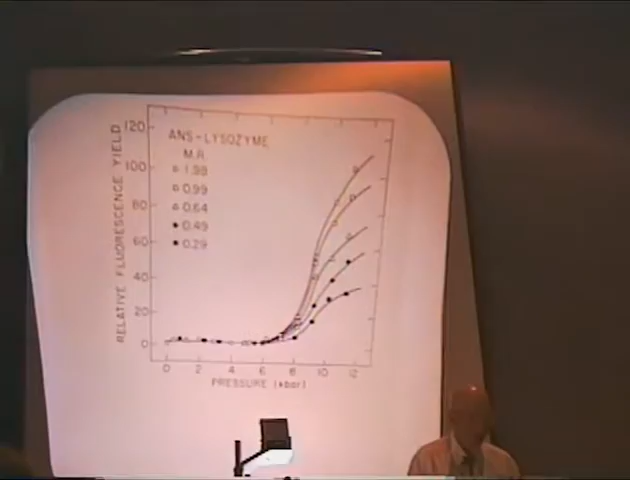 ANS-LYSOZYME
M.R.
1.98
0.99
0.64
0.49
0.29
RELATIVE FLUORESCENCE YIELD
120
100
80
60
40
20
0
0 2 4 6 8 10 12
PRESSURE (kbar)